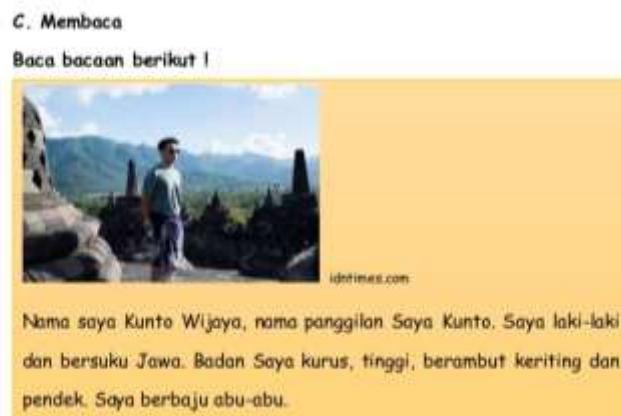 C. Membaca
Baca bacaan berikut !
idntimes.com
Nama saya Kunto Wijaya, nama panggilan Saya Kunto. Saya laki-laki
dan bersuku Jawa. Badan Saya kurus, tinggi, berambut keriting dan
pendek. Saya berbaju abu-abu.